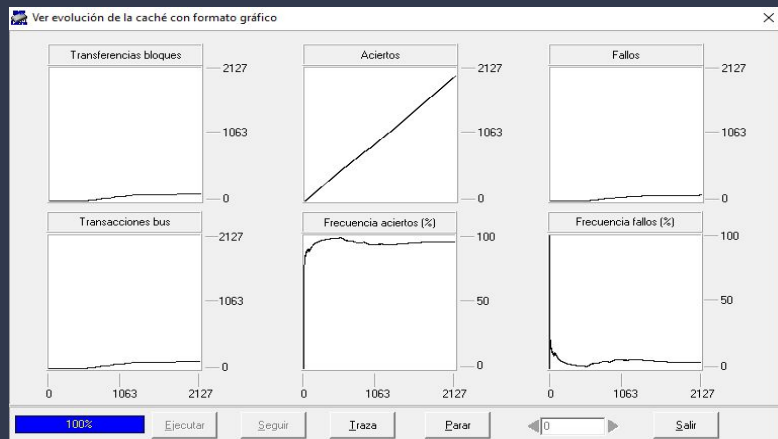 Ver evolución de la caché con formato gráfico
Transferencias bloques
2127
1063
0
Aciertos
2127
1063
0
Fallos
2127
1063
0
Transacciones bus
2127
1063
0
0 1063 2127
Frecuencia aciertos (%)
100
50
0
0 1063 2127
Frecuencia fallos (%)
100
50
0
0 1063 2127
100% Ejecutar Seguir Traza Parar 0 Salir